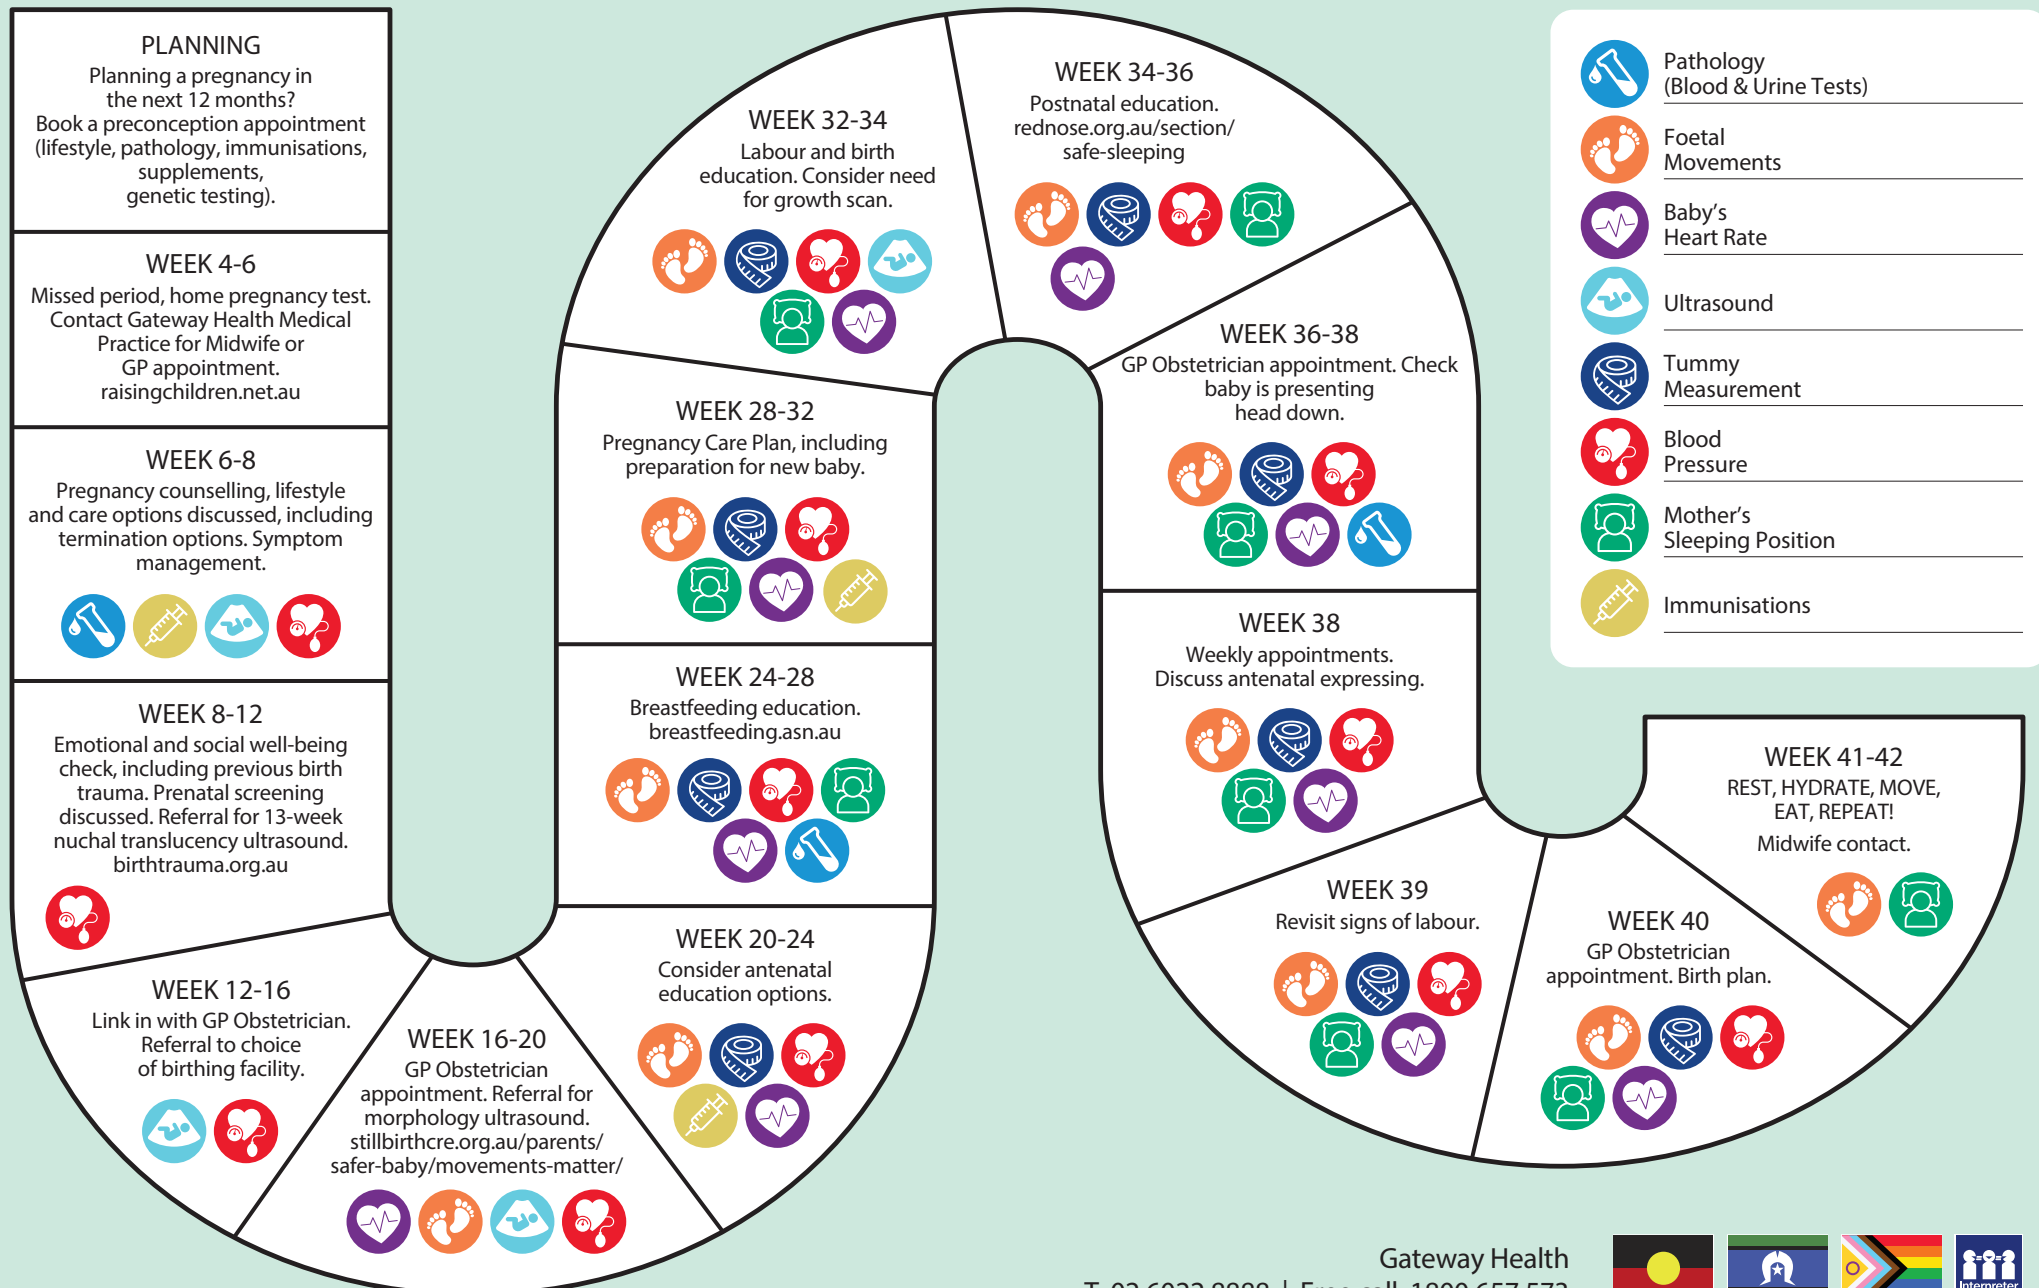 PLANNING
Planning a pregnancy in
the next 12 months?
Book a preconception appointment
(lifestyle, pathology, immunisations,
supplements,
genetic testing).
WEEK 4-6
Missed period, home pregnancy test.
Contact Gateway Health Medical
Practice for Midwife or
GP appointment.
raisingchildren.net.au
WEEK 6-8
Pregnancy counselling, lifestyle
and care options discussed, including
termination options. Symptom
management.
WEEK 8-12
Emotional and social well-being
check, including previous birth
trauma. Prenatal screening
discussed. Referral for 13-week
nuchal translucency ultrasound.
birthtrauma.org.au
WEEK 12-16
Link in with GP Obstetrician.
Referral to choice
of birthing facility.
WEEK 16-20
GP Obstetrician
appointment. Referral for
morphology ultrasound.
stillbirthcre.org.au/parents/
safer-baby/movements-matter/
WEEK 20-24
Consider antenatal
education options.
WEEK 24-28
Breastfeeding education.
breastfeeding.asn.au
WEEK 28-32
Pregnancy Care Plan, including
preparation for new baby.
WEEK 32-34
Labour and birth
education. Consider need
for growth scan.
WEEK 34-36
Postnatal education.
rednose.org.au/section/
safe-sleeping
WEEK 36-38
GP Obstetrician appointment. Check
baby is presenting
head down.
WEEK 38
Weekly appointments.
Discuss antenatal expressing.
WEEK 39
Revisit signs of labour.
WEEK 40
GP Obstetrician
appointment. Birth plan.
WEEK 41-42
REST, HYDRATE, MOVE,
EAT, REPEAT!
Midwife contact.
Pathology
(Blood & Urine Tests)
Foetal
Movements
Baby's
Heart Rate
Ultrasound
Tummy
Measurement
Blood
Pressure
Mother's
Sleeping Position
Immunisations
Gateway Health
T: 02 6022 8888 | Free call: 1800 657 573
Interpreter